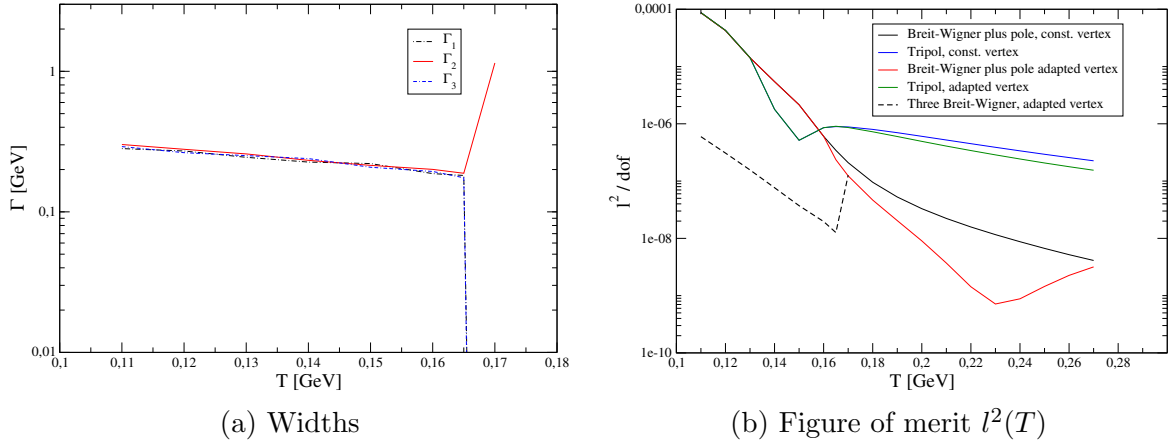 Γ [GeV]
1
0,1
0,01
0,1
0,11
0,12
0,13
0,14
0,15
0,16
0,17
0,18
T [GeV]
Γ1
Γ2
Γ3
(a) Widths
l² / dof
0,0001
1e-06
1e-08
1e-10
0,1
0,12
0,14
0,16
0,18
0,2
0,22
0,24
0,26
0,28
T [GeV]
Breit-Wigner plus pole, const. vertex
Tripol, const. vertex
Breit-Wigner plus pole adapted vertex
Tripol, adapted vertex
Three Breit-Wigner, adapted vertex
(b) Figure of merit l²(T)